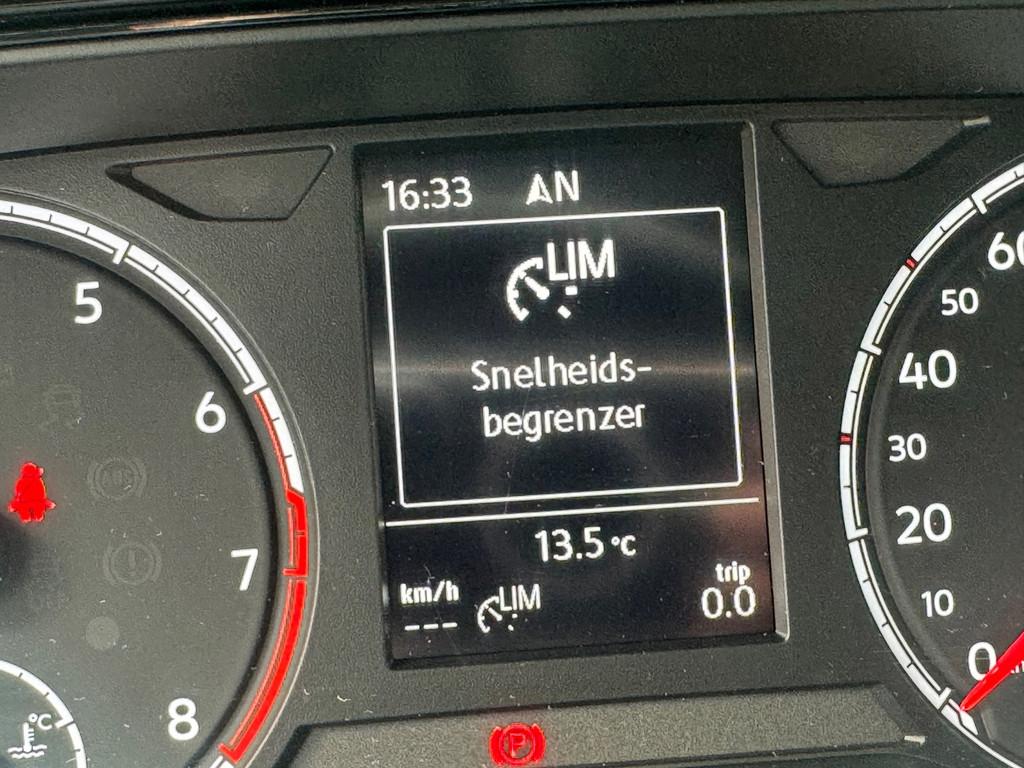 16:33 N
LIM
Snelheids-
begrenzer
13.5 °C
km/h LIM trip
--- 0.0
5
6
7
8
°C
60
50
40
30
20
10
0
P